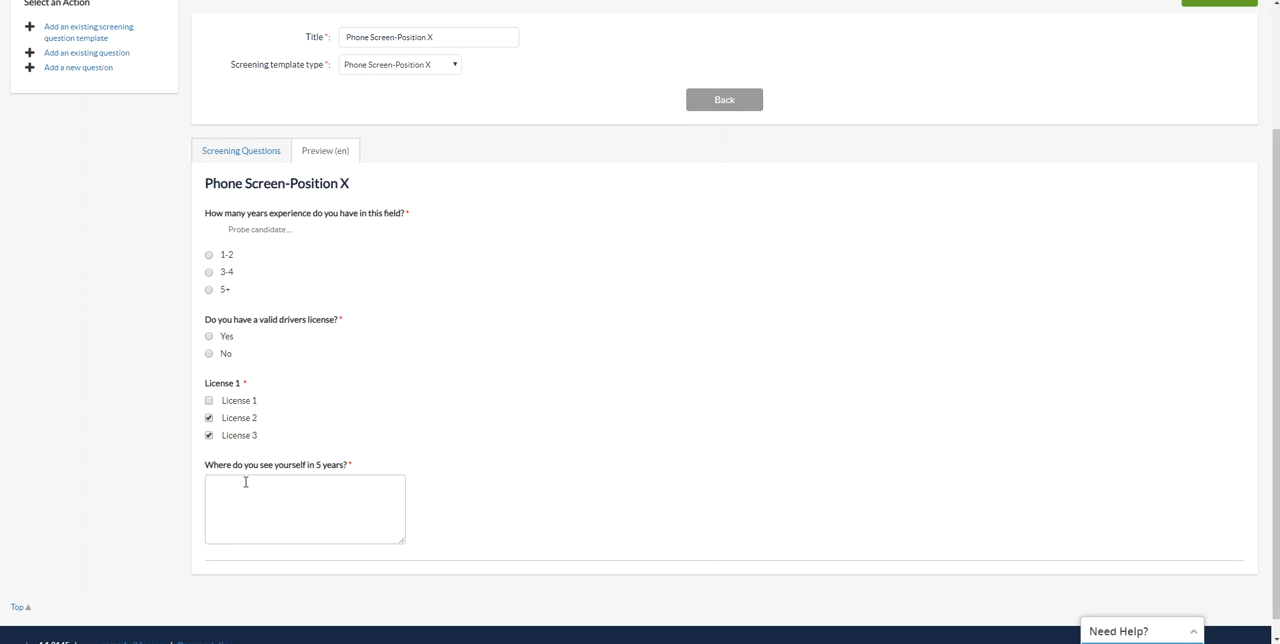 Select an Action
Add an existing screening
question template
Add an existing question
Add a new question
Title *:
Phone Screen-Position X
Screening template type *:
Phone Screen-Position X
Back
Screening Questions
Preview (en)
Phone Screen-Position X
How many years experience do you have in this field? *
Probe candidate....
1-2
3-4
5+
Do you have a valid drivers license? *
Yes
No
License 1 *
License 1
License 2
License 3
Where do you see yourself in 5 years? *
Top
Need Help?